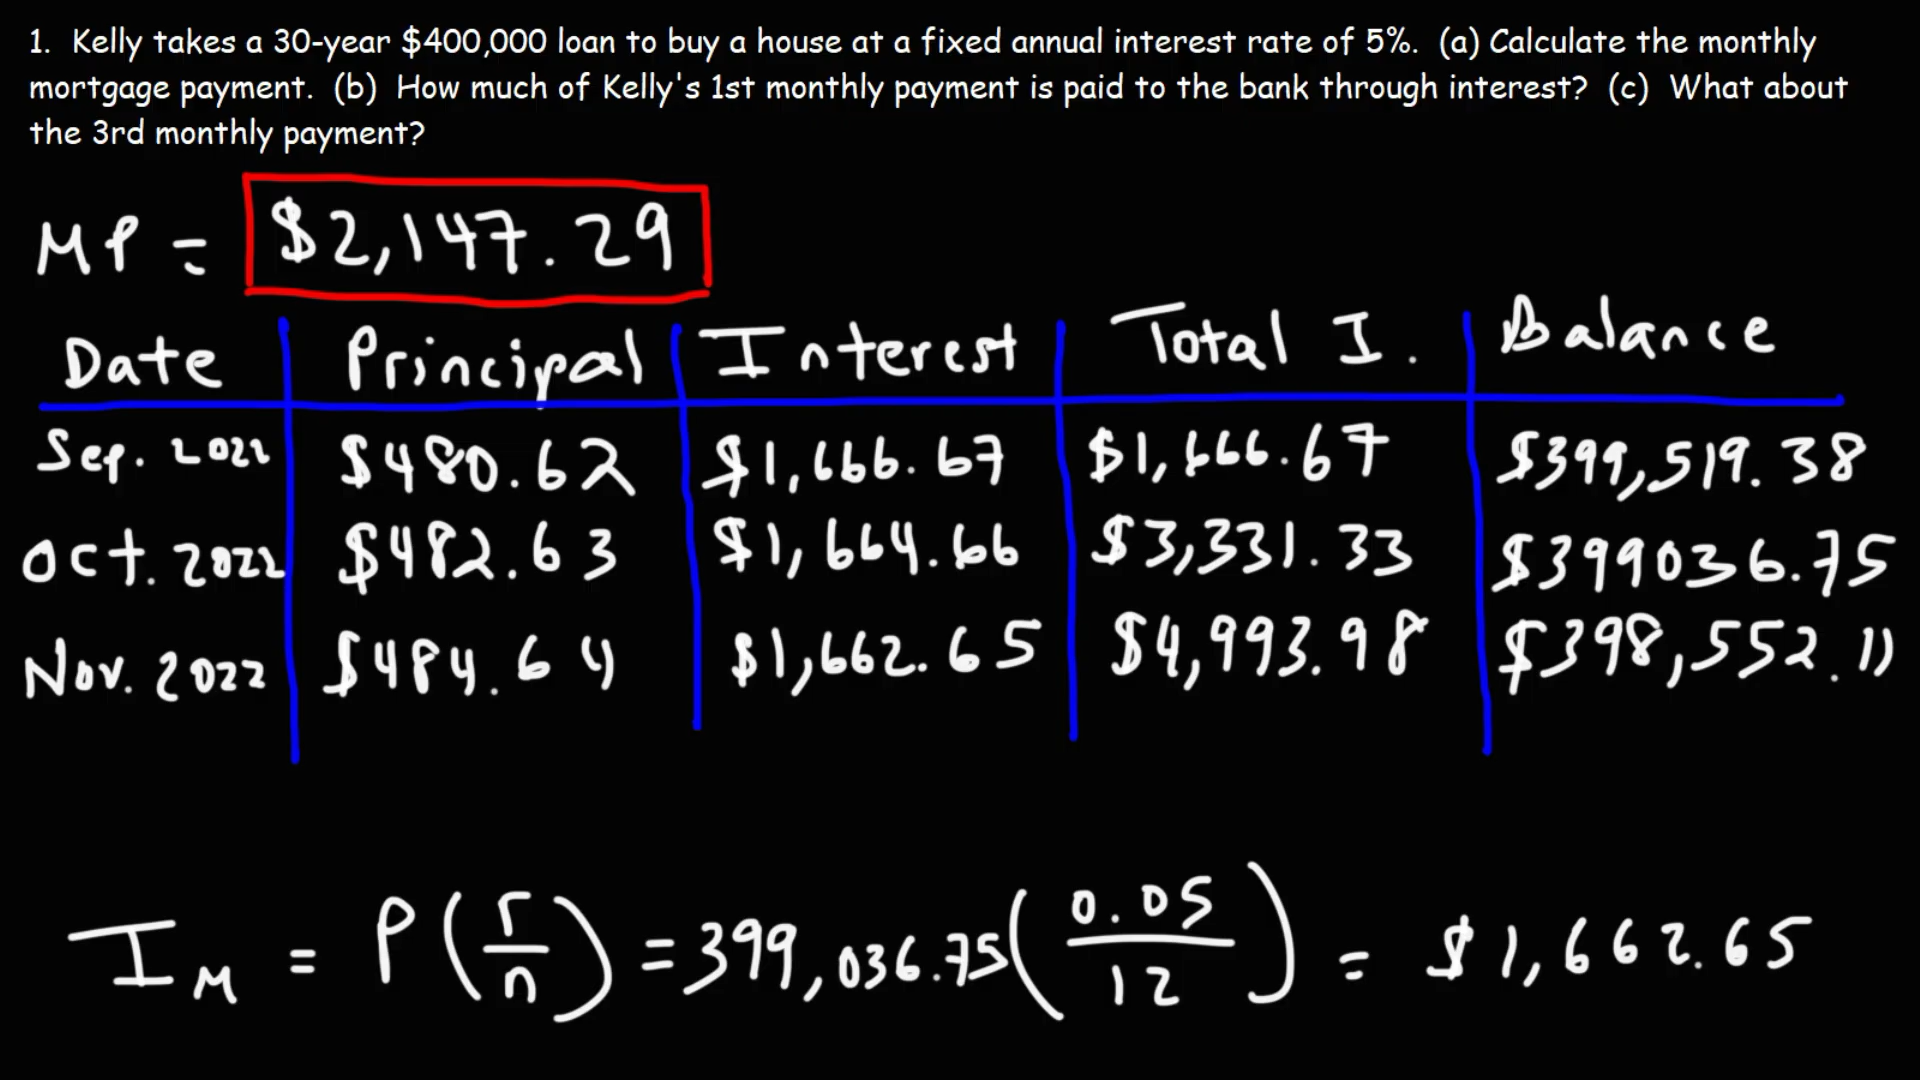 1. Kelly takes a 30-year $400,000 loan to buy a house at a fixed annual interest rate of 5%. (a) Calculate the monthly
mortgage payment. (b) How much of Kelly's 1st monthly payment is paid to the bank through interest? (c) What about
the 3rd monthly payment?
MP = $2,147.29
Date Principal Interest Total I. Balance
Sep. 2022 $480.62 $1,666.67 $1,666.67 $399,519.38
Oct. 2022 $482.63 $1,664.66 $3,331.33 $399036.75
Nov. 2022 $484.64 $1,662.65 $4,993.98 $398,552.11
I_M = P(r/n) = 399,036.75(0.05/12) = $1,662.65